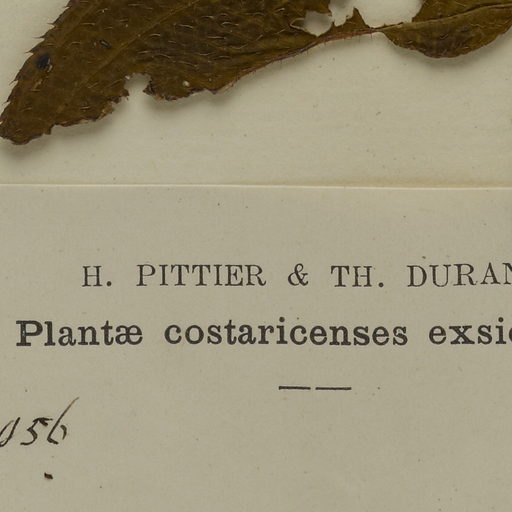 H. PITTIER & TH. DURAN
Plantæ costaricenses exsic
056